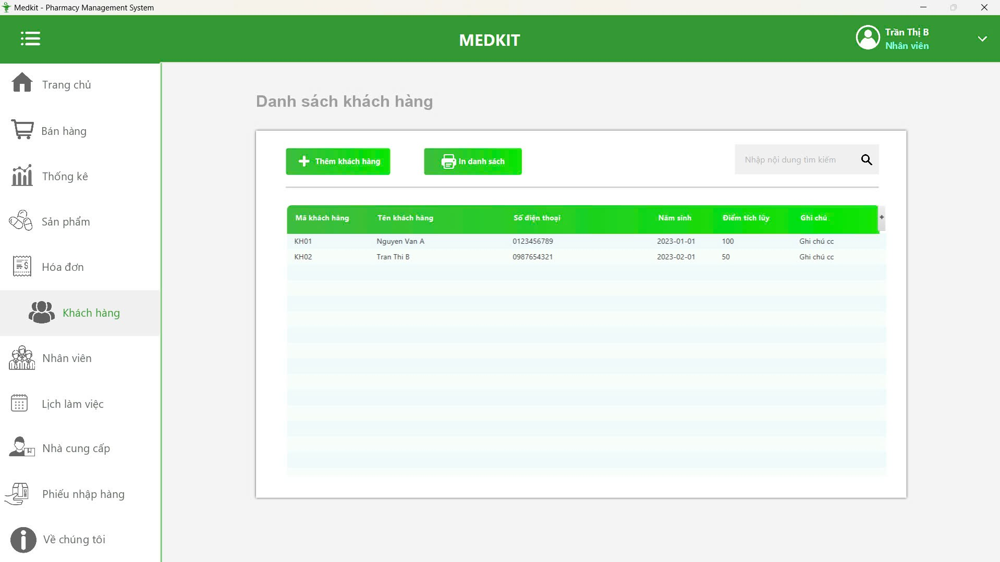 Medkit - Pharmacy Management System
MEDKIT
Trần Thị B
Nhân viên
Trang chủ
Bán hàng
Thống kê
Sản phẩm
Hóa đơn
Khách hàng
Nhân viên
Lịch làm việc
Nhà cung cấp
Phiếu nhập hàng
Về chúng tôi
Danh sách khách hàng
Thêm khách hàng
In danh sách
Nhập nội dung tìm kiếm
Mã khách hàng Tên khách hàng Số điện thoại Năm sinh Điểm tích lũy Ghi chú +
KH01 Nguyen Van A 0123456789 2023-01-01 100 Ghi chú cc
KH02 Tran Thi B 0987654321 2023-02-01 50 Ghi chú cc